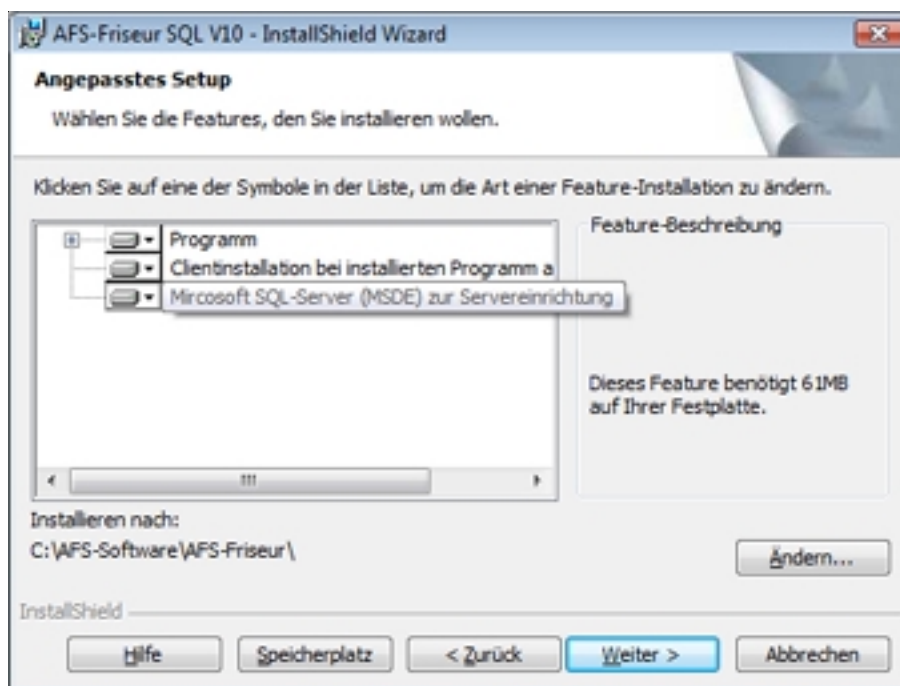 AFS-Friseur SQL V10 - InstallShield Wizard
Angepasstes Setup
Wählen Sie die Features, den Sie installieren wollen.
Klicken Sie auf eine der Symbole in der Liste, um die Art einer Feature-Installation zu ändern.
Programm
Clientinstallation bei installierten Programm a
Mircosoft SQL-Server (MSDE) zur Servereinrichtung
Feature-Beschreibung
Dieses Feature benötigt 61MB
auf Ihrer Festplatte.
Installieren nach:
C:\AFS-Software\AFS-Friseur\
Ändern...
InstallShield
Hilfe
Speicherplatz
< Zurück
Weiter >
Abbrechen